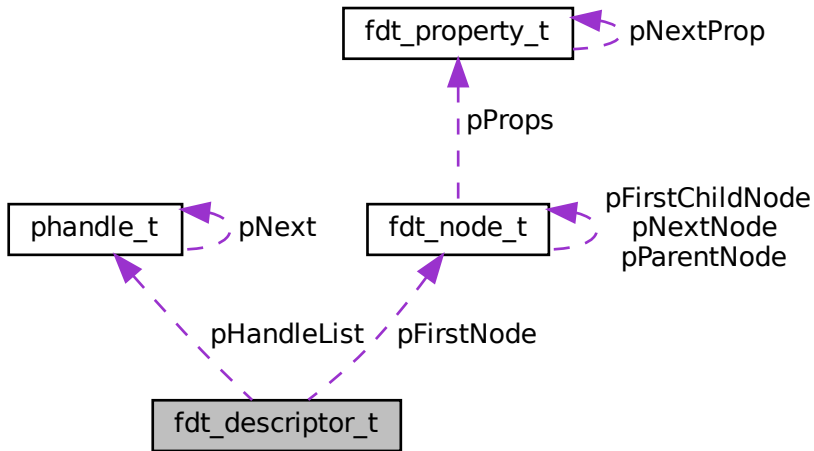 fdt_property_t
pNextProp
pProps
phandle_t
pNext
fdt_node_t
pFirstChildNode
pNextNode
pParentNode
pHandleList
pFirstNode
fdt_descriptor_t